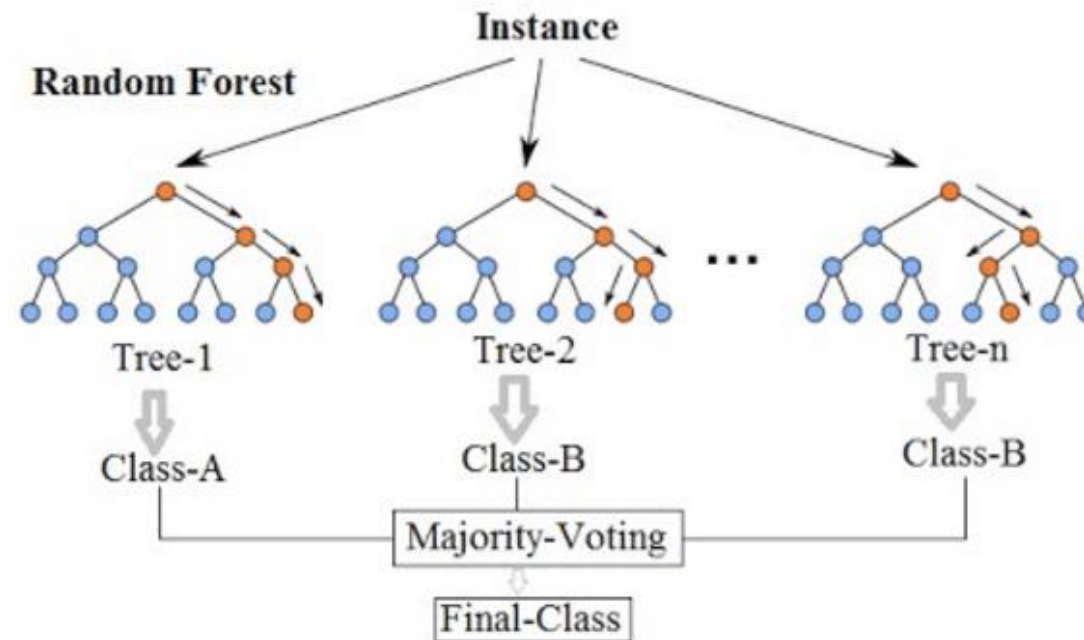 Instance
Random Forest
...
Tree-1
Tree-2
Tree-n
Class-A
Class-B
Class-B
Majority-Voting
Final-Class